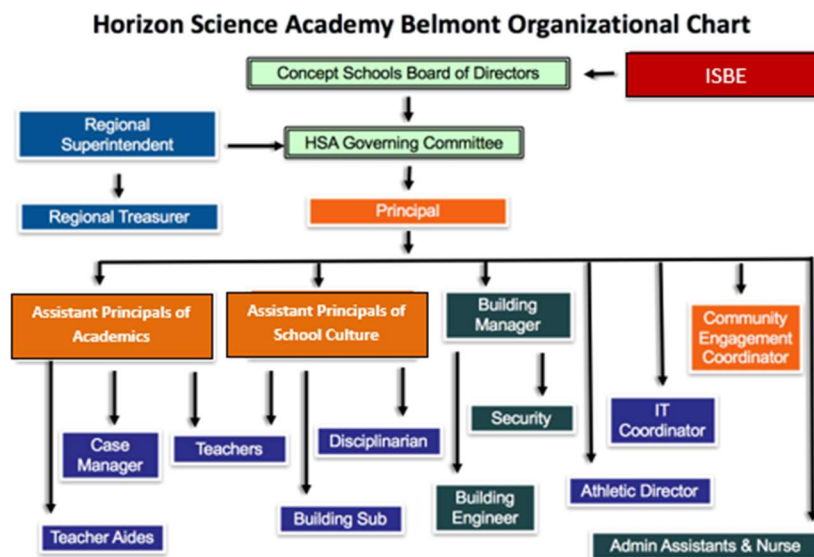 Horizon Science Academy Belmont Organizational Chart
Concept Schools Board of Directors
ISBE
Regional
Superintendent
HSA Governing Committee
Regional Treasurer
Principal
Assistant Principals of
Academics
Assistant Principals of
School Culture
Building
Manager
Community
Engagement
Coordinator
Case
Manager
Teachers
Disciplinarian
Security
IT
Coordinator
Teacher Aides
Building Sub
Building
Engineer
Athletic Director
Admin Assistants & Nurse